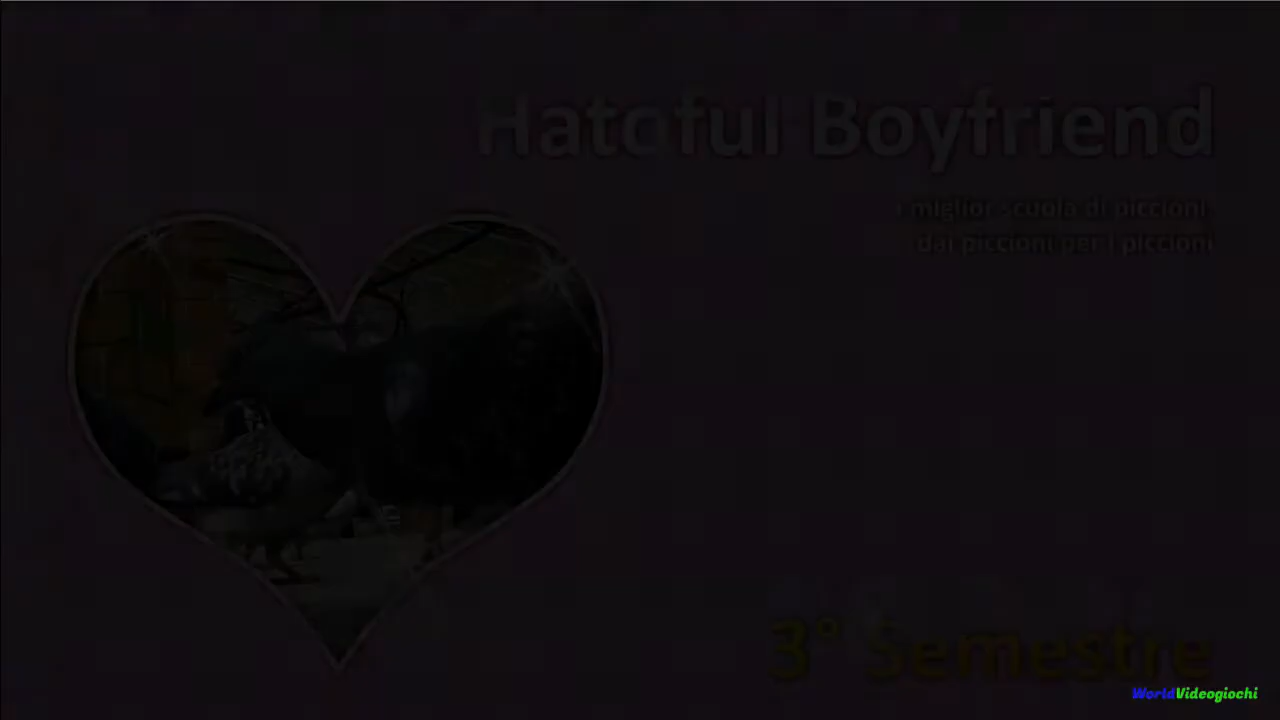 Hatoful Boyfriend
i miglior scuola di piccioni,
dai piccioni per i piccioni
3° Semestre
WorldVideogiochi